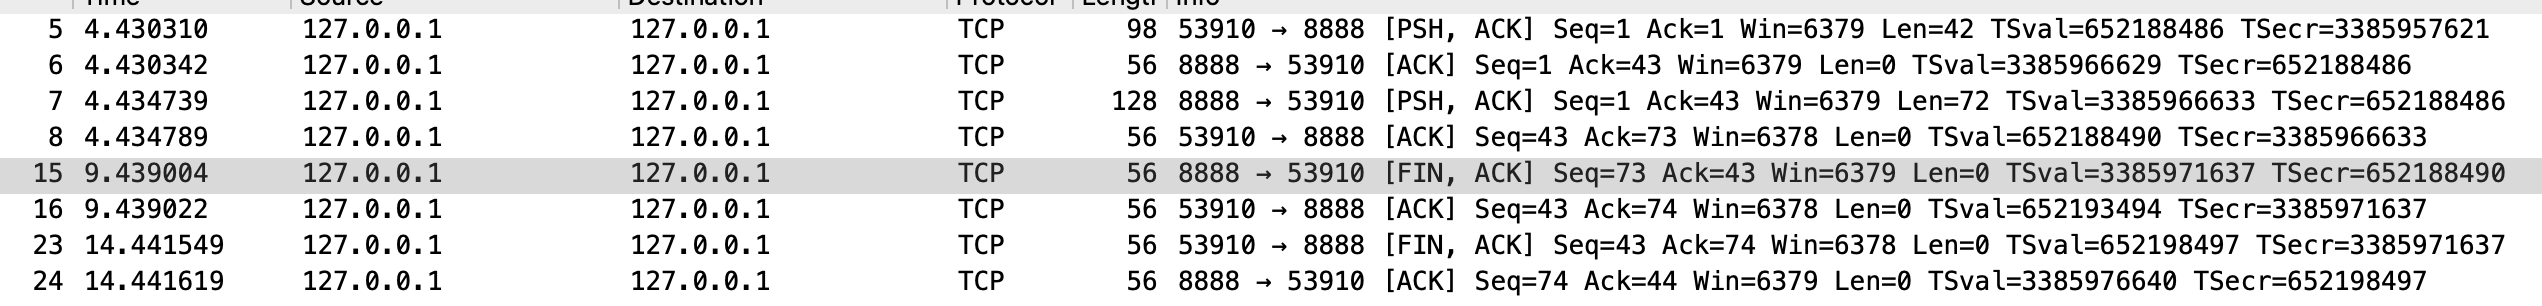 Time Source Destination Protocol Length Info
5 4.430310 127.0.0.1 127.0.0.1 TCP 98 53910 → 8888 [PSH, ACK] Seq=1 Ack=1 Win=6379 Len=42 TSval=652188486 TSecr=3385957621
6 4.430342 127.0.0.1 127.0.0.1 TCP 56 8888 → 53910 [ACK] Seq=1 Ack=43 Win=6379 Len=0 TSval=3385966629 TSecr=652188486
7 4.434739 127.0.0.1 127.0.0.1 TCP 128 8888 → 53910 [PSH, ACK] Seq=1 Ack=43 Win=6379 Len=72 TSval=3385966633 TSecr=652188486
8 4.434789 127.0.0.1 127.0.0.1 TCP 56 53910 → 8888 [ACK] Seq=43 Ack=73 Win=6378 Len=0 TSval=652188490 TSecr=3385966633
15 9.439004 127.0.0.1 127.0.0.1 TCP 56 8888 → 53910 [FIN, ACK] Seq=73 Ack=43 Win=6379 Len=0 TSval=3385971637 TSecr=652188490
16 9.439022 127.0.0.1 127.0.0.1 TCP 56 53910 → 8888 [ACK] Seq=43 Ack=74 Win=6378 Len=0 TSval=652193494 TSecr=3385971637
23 14.441549 127.0.0.1 127.0.0.1 TCP 56 53910 → 8888 [FIN, ACK] Seq=43 Ack=74 Win=6378 Len=0 TSval=652198497 TSecr=3385971637
24 14.441619 127.0.0.1 127.0.0.1 TCP 56 8888 → 53910 [ACK] Seq=74 Ack=44 Win=6379 Len=0 TSval=3385976640 TSecr=652198497